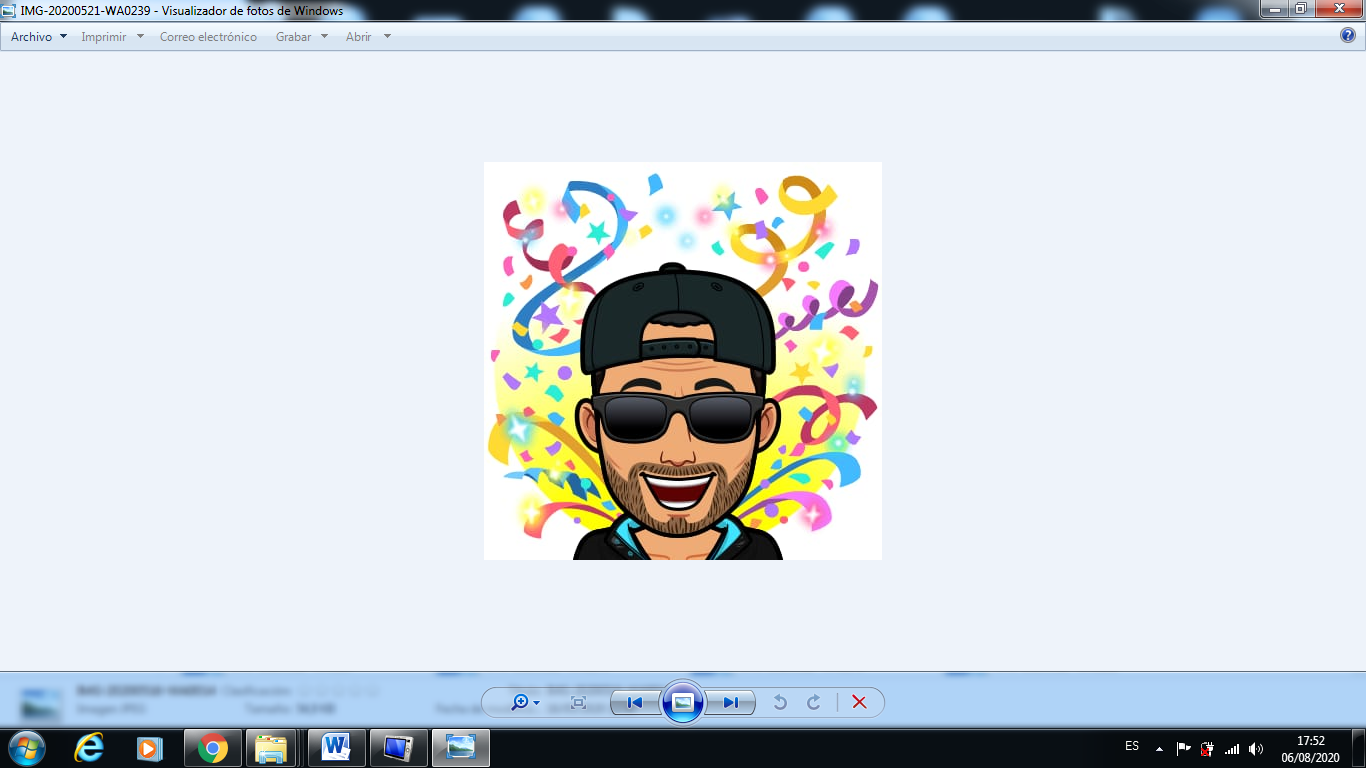 IMG-20200521-WA0239 - Visualizador de fotos de Windows
Archivo Imprimir Correo electrónico Grabar Abrir
ES
17:52
06/08/2020